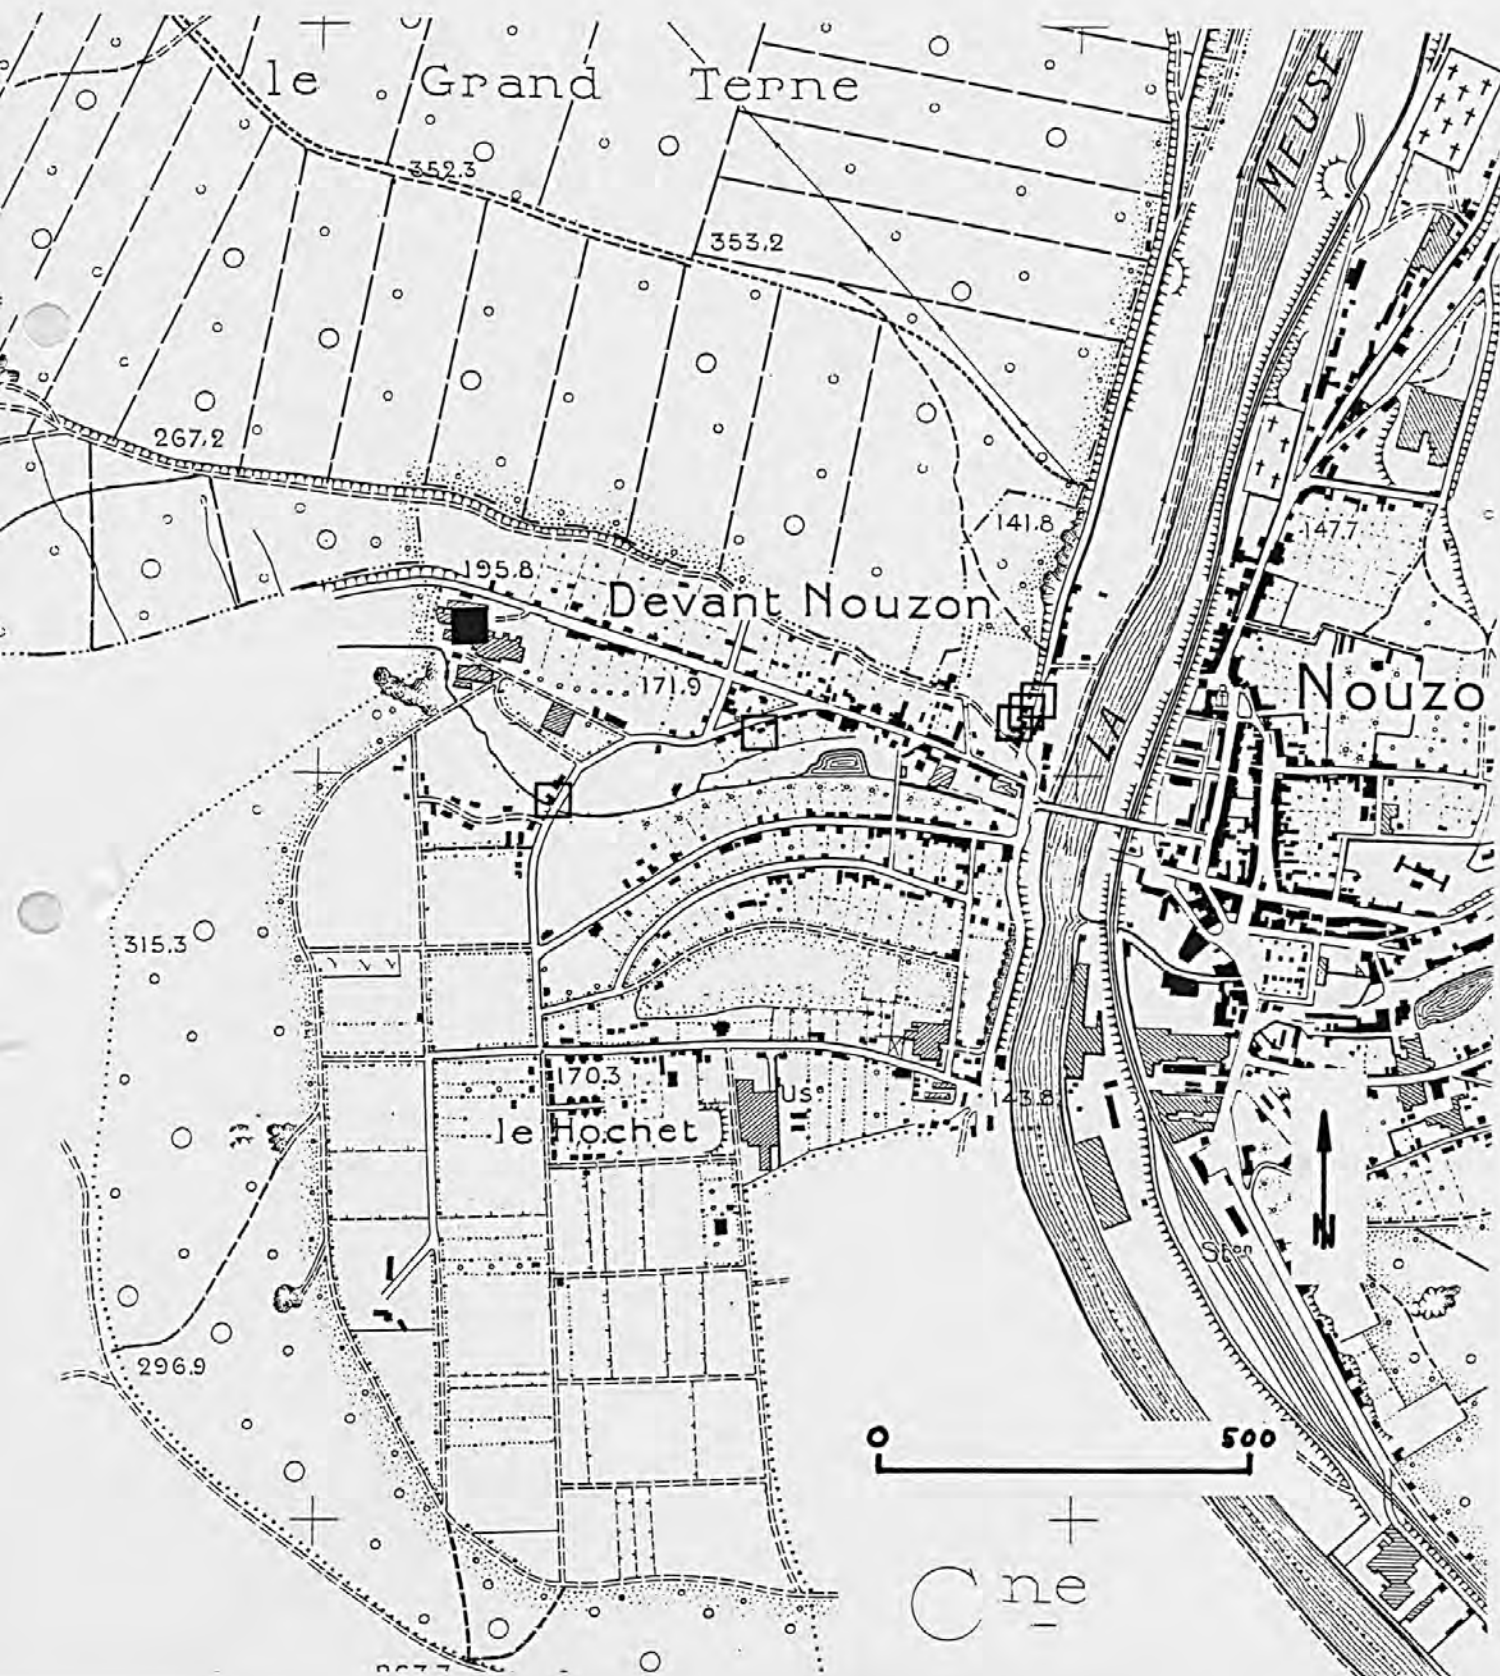 le Grand Terne
MEUSE
352.3
353.2
267.2
141.8
147.7
195.8
Devant Nouzon
171.9
Nouzo
LA
315.3
170.3
Us^e
143.8
le Hochet
N
St^on
296.9
0 500
C^ne